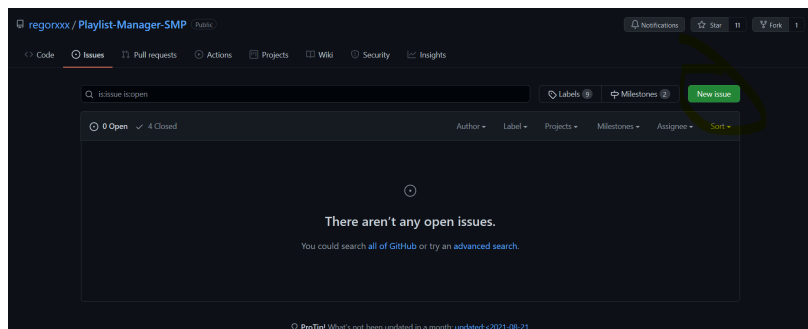 regorxxx / Playlist-Manager-SMP Public Notifications Star 11 Fork 1
Code Issues Pull requests Actions Projects Wiki Security Insights
is:issue is:open Labels 9 Milestones 2 New issue
0 Open 4 Closed Author Label Projects Milestones Assignee Sort
There aren’t any open issues.
You could search all of GitHub or try an advanced search.
ProTip! What's not been updated in a month: updated:<2021-08-21.